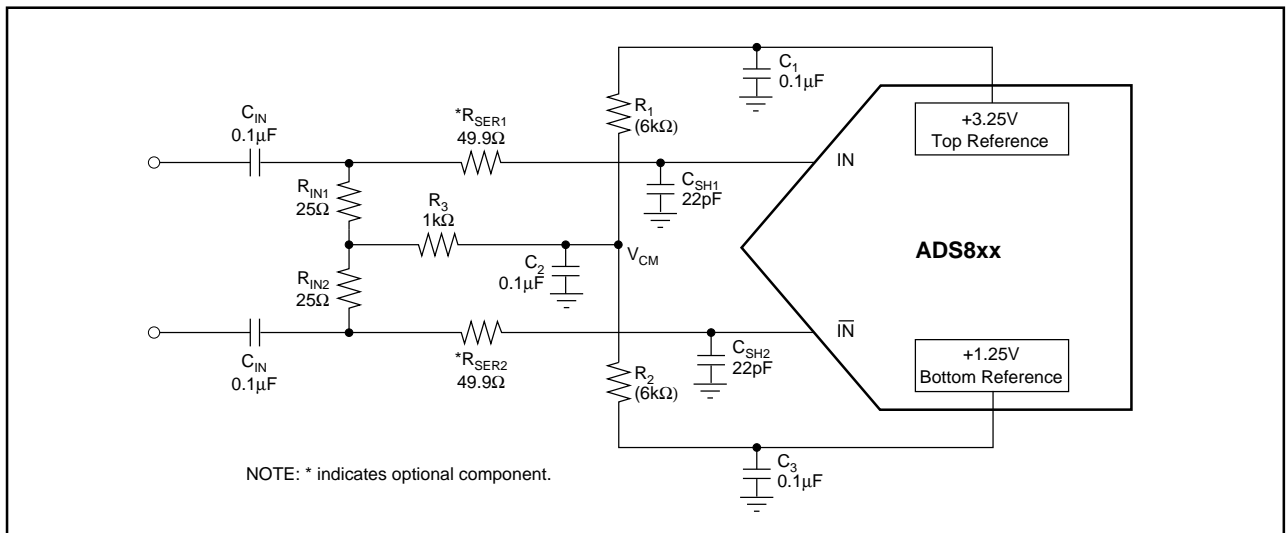 C1
0.1µF
R1
(6kΩ)
+3.25V
Top Reference
CIN
0.1µF
*RSER1
49.9Ω
IN
CSH1
22pF
RIN1
25Ω
R3
1kΩ
VCM
C2
0.1µF
ADS8xx
RIN2
25Ω
IN
CIN
0.1µF
*RSER2
49.9Ω
CSH2
22pF
R2
(6kΩ)
+1.25V
Bottom Reference
C3
0.1µF
NOTE: * indicates optional component.